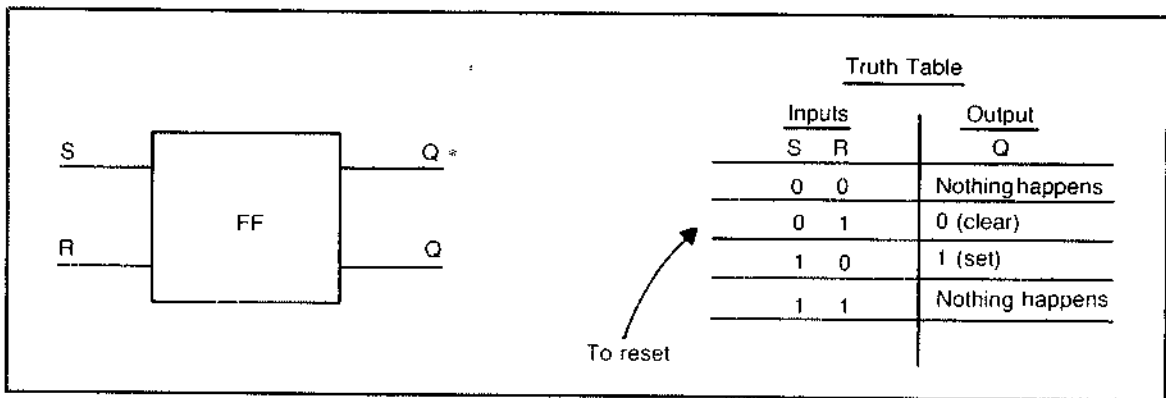 Truth Table
Inputs Output
S R Q
0 0 Nothing happens
0 1 0 (clear)
1 0 1 (set)
1 1 Nothing happens
To reset
S Q *
FF
R Q